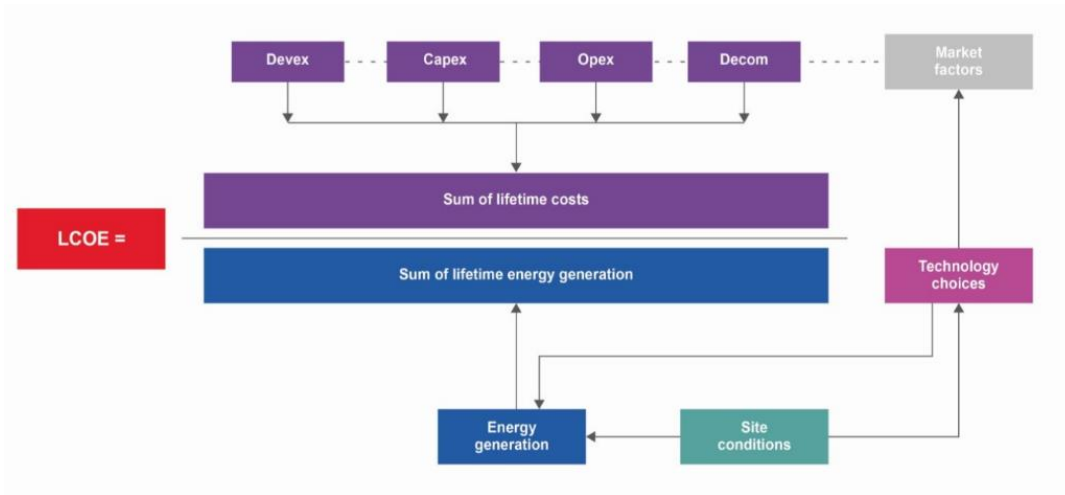 Devex
Capex
Opex
Decom
Market
factors
Sum of lifetime costs
LCOE =
Sum of lifetime energy generation
Technology
choices
Energy
generation
Site
conditions